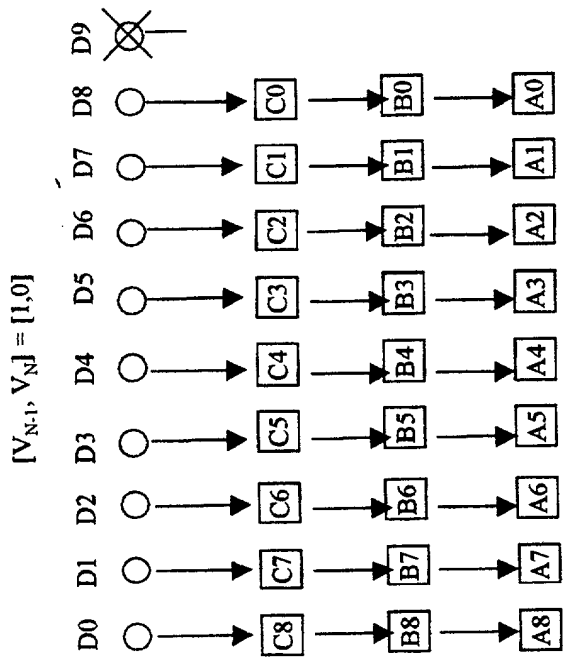 [V_{N-1}, V_N] = [1,0]
D0 D1 D2 D3 D4 D5 D6 D7 D8 D9
C8 C7 C6 C5 C4 C3 C2 C1 C0
B8 B7 B6 B5 B4 B3 B2 B1 B0
A8 A7 A6 A5 A4 A3 A2 A1 A0